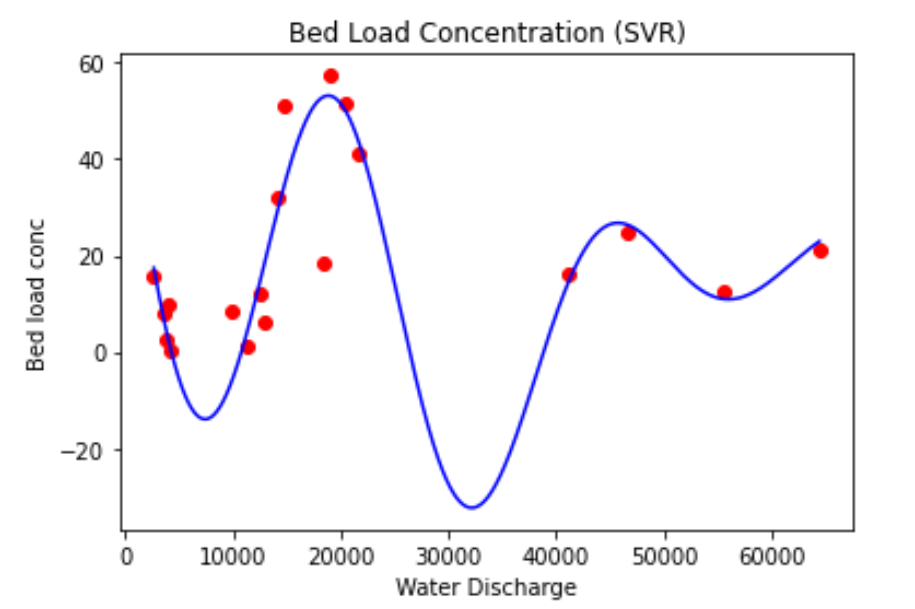 Bed Load Concentration (SVR)
60
40
20
0
−20
Bed load conc
0 10000 20000 30000 40000 50000 60000
Water Discharge